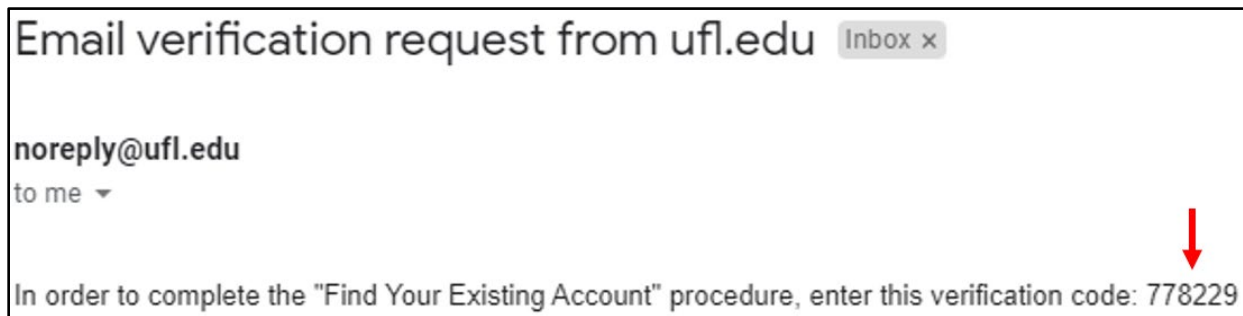 Email verification request from ufl.edu Inbox x
noreply@ufl.edu
to me
In order to complete the "Find Your Existing Account" procedure, enter this verification code: 778229